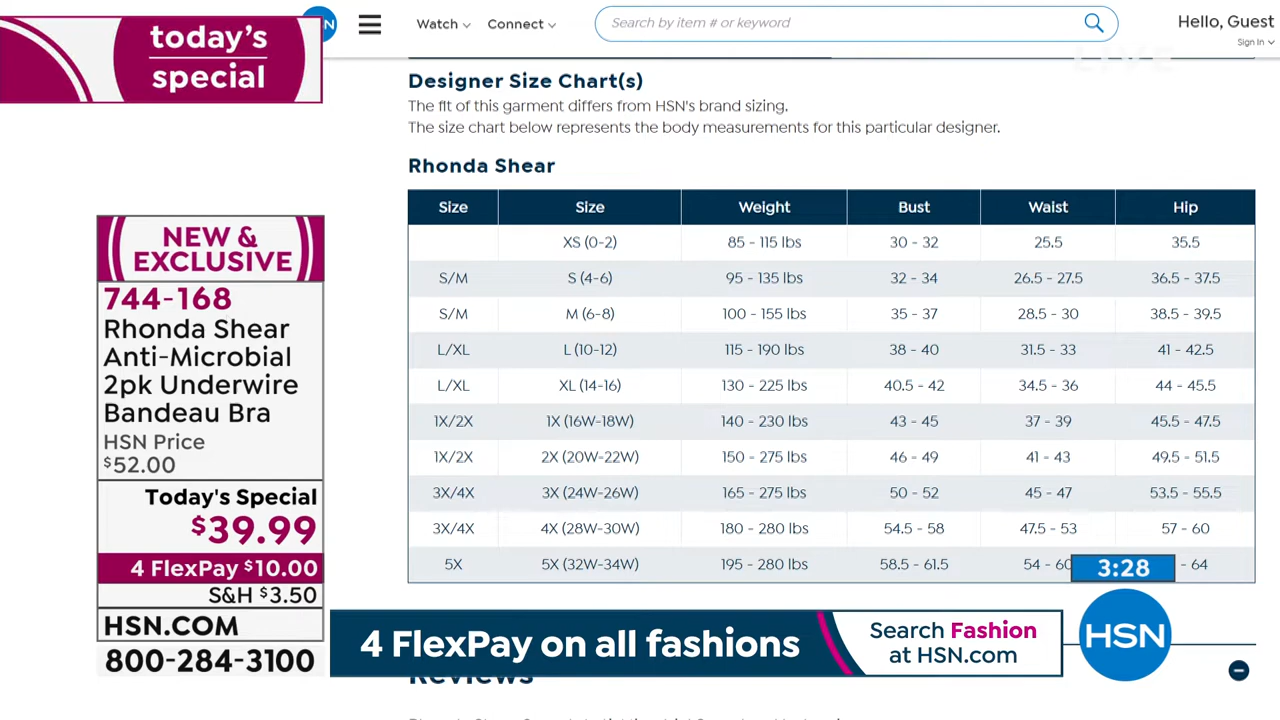 today's
special
HSN
Watch
Connect
Search by item # or keyword
Hello, Guest
Sign In
LIVE
Designer Size Chart(s)
The fit of this garment differs from HSN's brand sizing.
The size chart below represents the body measurements for this particular designer.
Rhonda Shear
Size Size Weight Bust Waist Hip
XS (0-2) 85 - 115 lbs 30 - 32 25.5 35.5
S/M S (4-6) 95 - 135 lbs 32 - 34 26.5 - 27.5 36.5 - 37.5
S/M M (6-8) 100 - 155 lbs 35 - 37 28.5 - 30 38.5 - 39.5
L/XL L (10-12) 115 - 190 lbs 38 - 40 31.5 - 33 41 - 42.5
L/XL XL (14-16) 130 - 225 lbs 40.5 - 42 34.5 - 36 44 - 45.5
1X/2X 1X (16W-18W) 140 - 230 lbs 43 - 45 37 - 39 45.5 - 47.5
1X/2X 2X (20W-22W) 150 - 275 lbs 46 - 49 41 - 43 49.5 - 51.5
3X/4X 3X (24W-26W) 165 - 275 lbs 50 - 52 45 - 47 53.5 - 55.5
3X/4X 4X (28W-30W) 180 - 280 lbs 54.5 - 58 47.5 - 53 57 - 60
5X 5X (32W-34W) 195 - 280 lbs 58.5 - 61.5 54 - 60 - 64
NEW &
EXCLUSIVE
744-168
Rhonda Shear
Anti-Microbial
2pk Underwire
Bandeau Bra
HSN Price
$52.00
Today's Special
$39.99
4 FlexPay $10.00
S&H $3.50
HSN.COM
800-284-3100
3:28
4 FlexPay on all fashions
Search Fashion
at HSN.com
HSN
Reviews